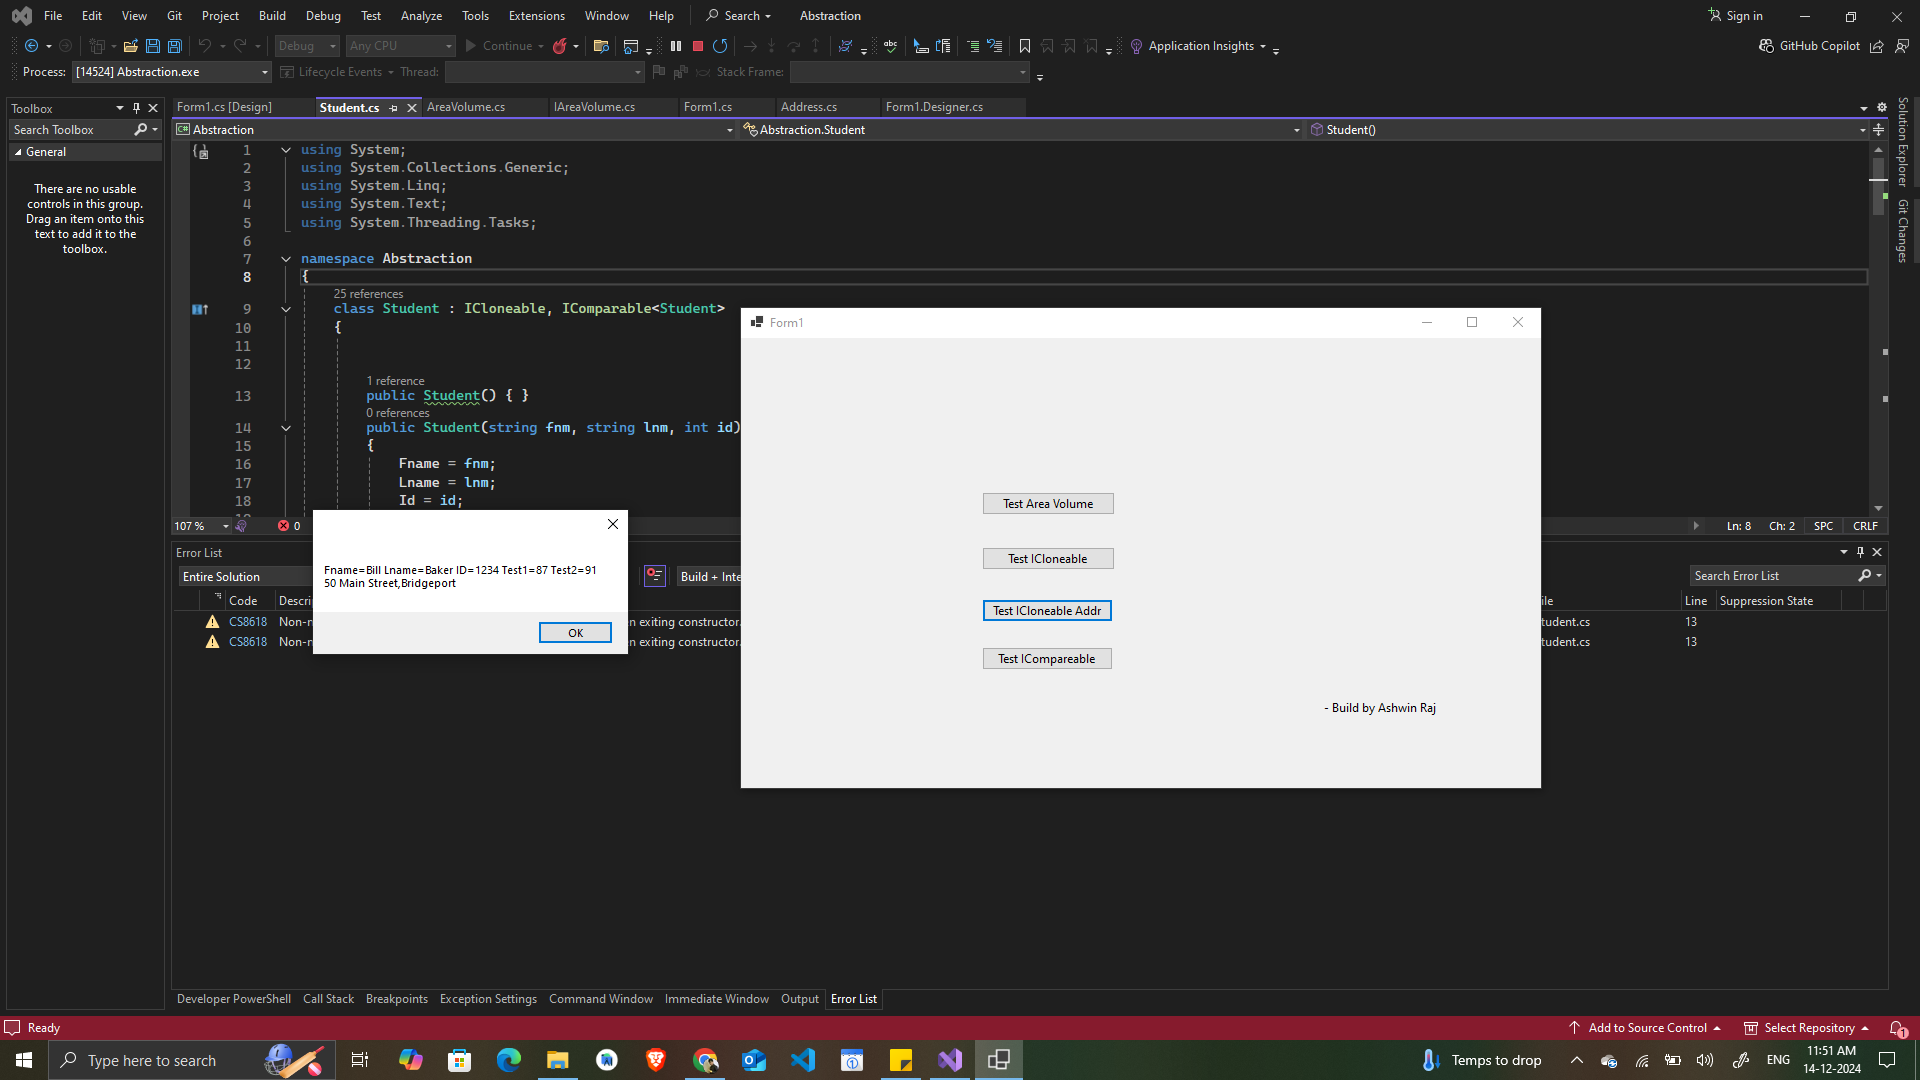 File Edit View Git Project Build Debug Test Analyze Tools Extensions Window Help Search Abstraction Sign in
Debug Any CPU Continue Application Insights GitHub Copilot
Process: [14524] Abstraction.exe Lifecycle Events Thread: Stack Frame:
Toolbox
Search Toolbox
General
There are no usable
controls in this group.
Drag an item onto this
text to add it to the
toolbox.
Form1.cs [Design] Student.cs AreaVolume.cs IAreaVolume.cs Form1.cs Address.cs Form1.Designer.cs
C# Abstraction Abstraction.Student Student()
1 using System;
2 using System.Collections.Generic;
3 using System.Linq;
4 using System.Text;
5 using System.Threading.Tasks;
6
7 namespace Abstraction
8 {
25 references
9 class Student : ICloneable, IComparable<Student>
10 {
11
12
1 reference
13 public Student() { }
0 references
14 public Student(string fnm, string lnm, int id)
15 {
16 Fname = fnm;
17 Lname = lnm;
18 Id = id;
107 % 0 Ln: 8 Ch: 2 SPC CRLF
Solution Explorer
Git Changes
Form1
Test Area Volume
Test ICloneable
Test ICloneable Addr
Test ICompareable
- Build by Ashwin Raj
Fname=Bill Lname=Baker ID=1234 Test1=87 Test2=91
50 Main Street,Bridgeport
OK
Error List
Entire Solution Build + Inte Search Error List
Code Descri ile Line Suppression State
CS8618 Non-n n exiting constructor. tudent.cs 13
CS8618 Non-n n exiting constructor. tudent.cs 13
Developer PowerShell Call Stack Breakpoints Exception Settings Command Window Immediate Window Output Error List
Ready Add to Source Control Select Repository 1
Type here to search Temps to drop ENG 11:51 AM
14-12-2024